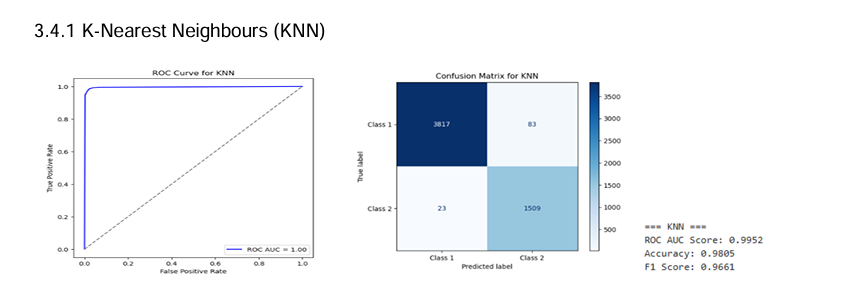 3.4.1 K-Nearest Neighbours (KNN)
ROC Curve for KNN
1.0
0.8
0.6
0.4
0.2
0.0
True Positive Rate
0.0 0.2 0.4 0.6 0.8 1.0
False Positive Rate
ROC AUC = 1.00
Confusion Matrix for KNN
Class 1
Class 2
True label
3817 83
23 1509
Class 1 Class 2
Predicted label
3500
3000
2500
2000
1500
1000
500
=== KNN ===
ROC AUC Score: 0.9952
Accuracy: 0.9805
F1 Score: 0.9661